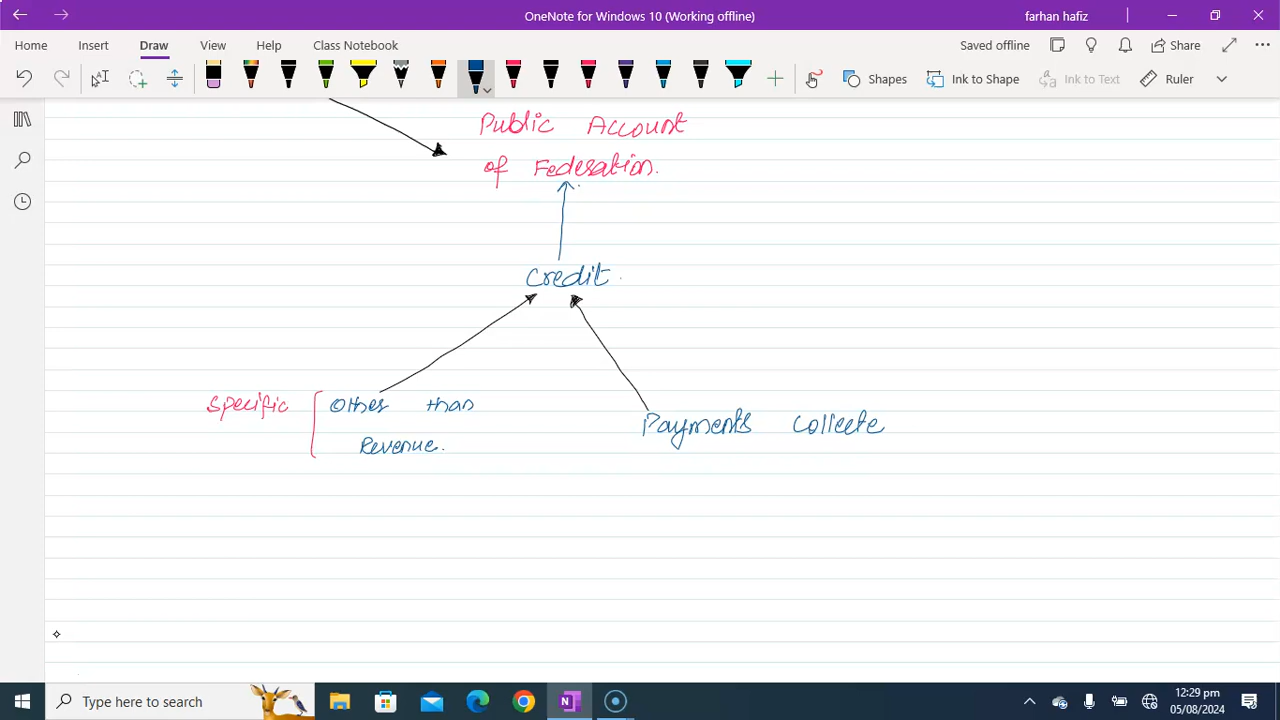 OneNote for Windows 10 (Working offline)
farhan hafiz
Home Insert Draw View Help Class Notebook
Saved offline Share
Shapes Ink to Shape Ink to Text Ruler
Public Account
of Federation.
Credit.
Specific Other than
Revenue.
Payments Collecte
Type here to search
12:29 pm
05/08/2024